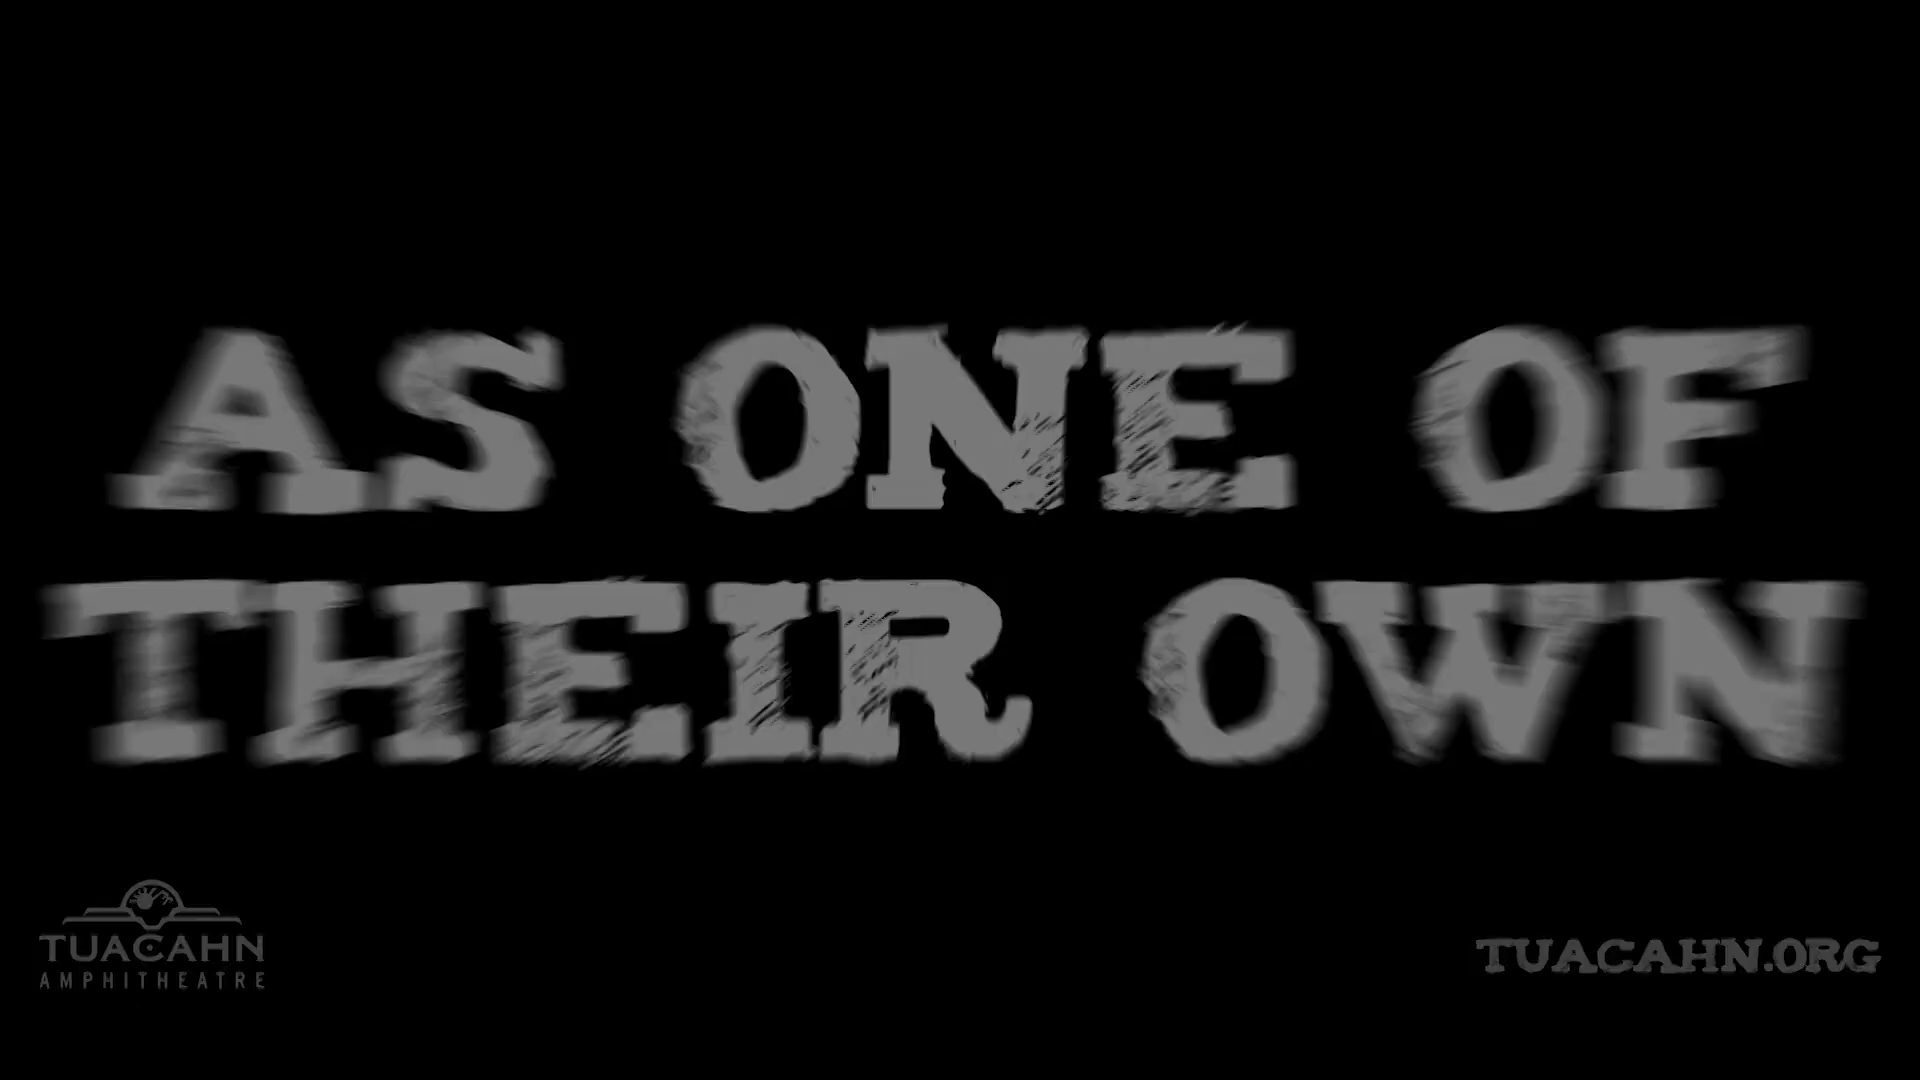 AS ONE OF
THEIR OWN
TUACAHN
AMPHITHEATRE
TUACAHN.ORG